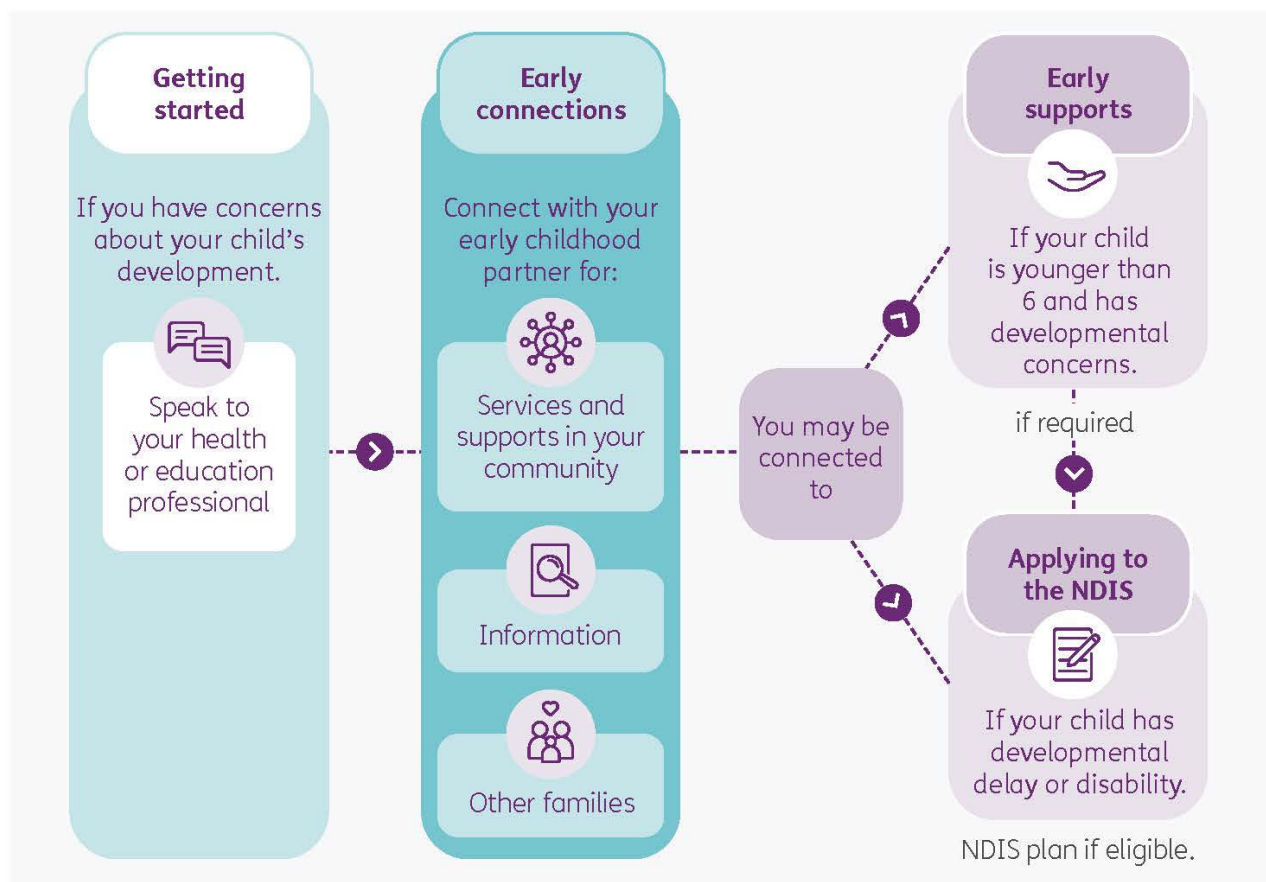 Getting
started
If you have concerns
about your child's
development.
Speak to
your health
or education
professional
Early
connections
Connect with your
early childhood
partner for:
Services and
supports in your
community
Information
Other families
You may be
connected
to
Early
supports
If your child
is younger than
6 and has
developmental
concerns.
if required
Applying to
the NDIS
If your child has
developmental
delay or disability.
NDIS plan if eligible.